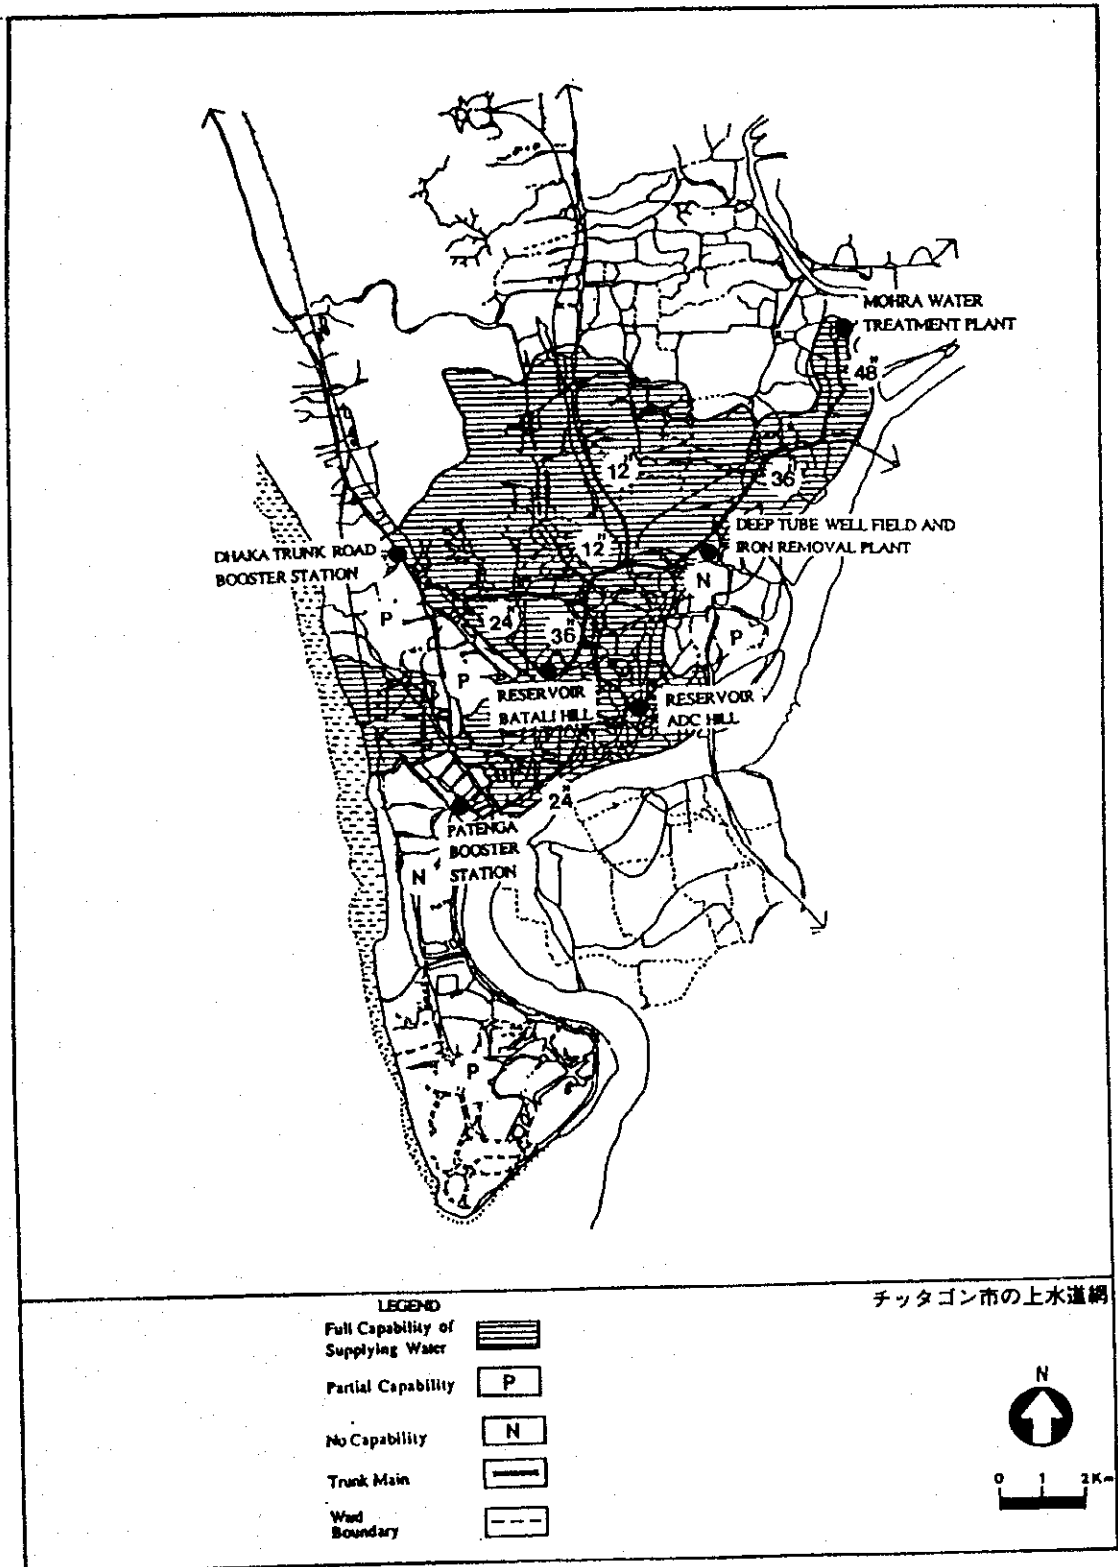 MOHRA WATER
TREATMENT PLANT
48"
12"
36"
DEEP TUBE WELL FIELD AND
IRON REMOVAL PLANT
DHAKA TRUNK ROAD
BOOSTER STATION
12"
N
P
24"
36"
P
P
RESERVOIR
BATALI HILL
RESERVOIR
ADC HILL
24"
PATENGA
BOOSTER
STATION
N
P
チッタゴン市の上水道網
LEGEND
Full Capability of
Supplying Water
Partial Capability
P
No Capability
N
Trunk Main
Ward
Boundary
N
0 1 2Km